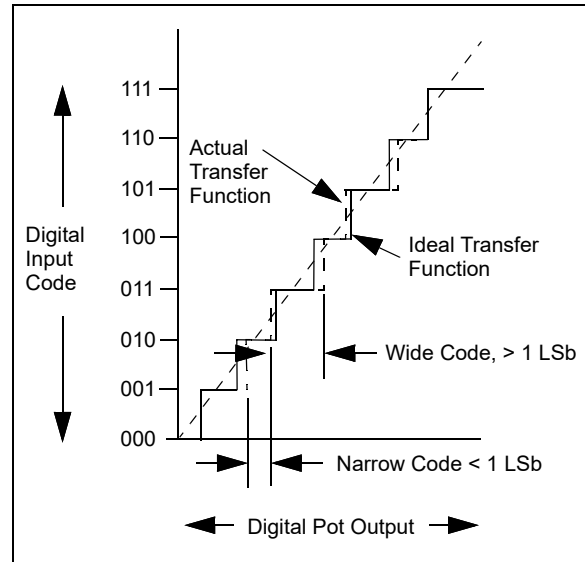 111
110
Actual
Transfer
Function
101
Digital
Input
Code
100
Ideal Transfer
Function
011
010
Wide Code, > 1 LSb
001
000
Narrow Code < 1 LSb
Digital Pot Output